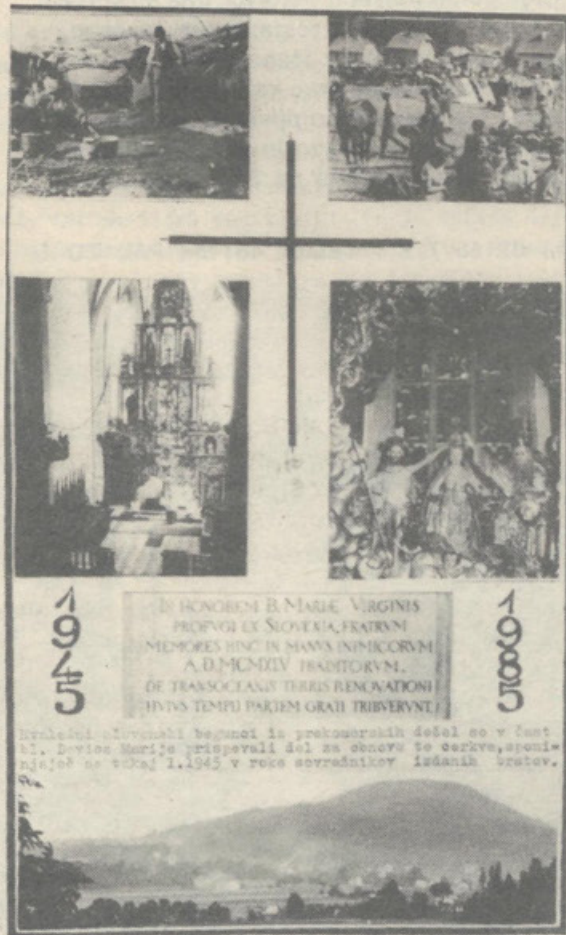 1945
1985
IN HONOREM B. MARIÆ VIRGINIS
PROFVGI EX SLOVENIA, FRATRVM
MEMORES HINC IN MANVS INIMICORVM
A. D. MCMXLV TRADITORVM,
DE TRANSOCEANIS TERRIS RENOVATIONI
HVIVS TEMPLI PARTEM GRATI TRIBVERVNT.
Hvaležni slovenski begunci iz prekomorskih dežel so v čast
bl. Device Marije prispevali del za obnovo te cerkve, spomi-
njajoč se tukaj l.1945 v roke sovražnikov izdanih bratov.